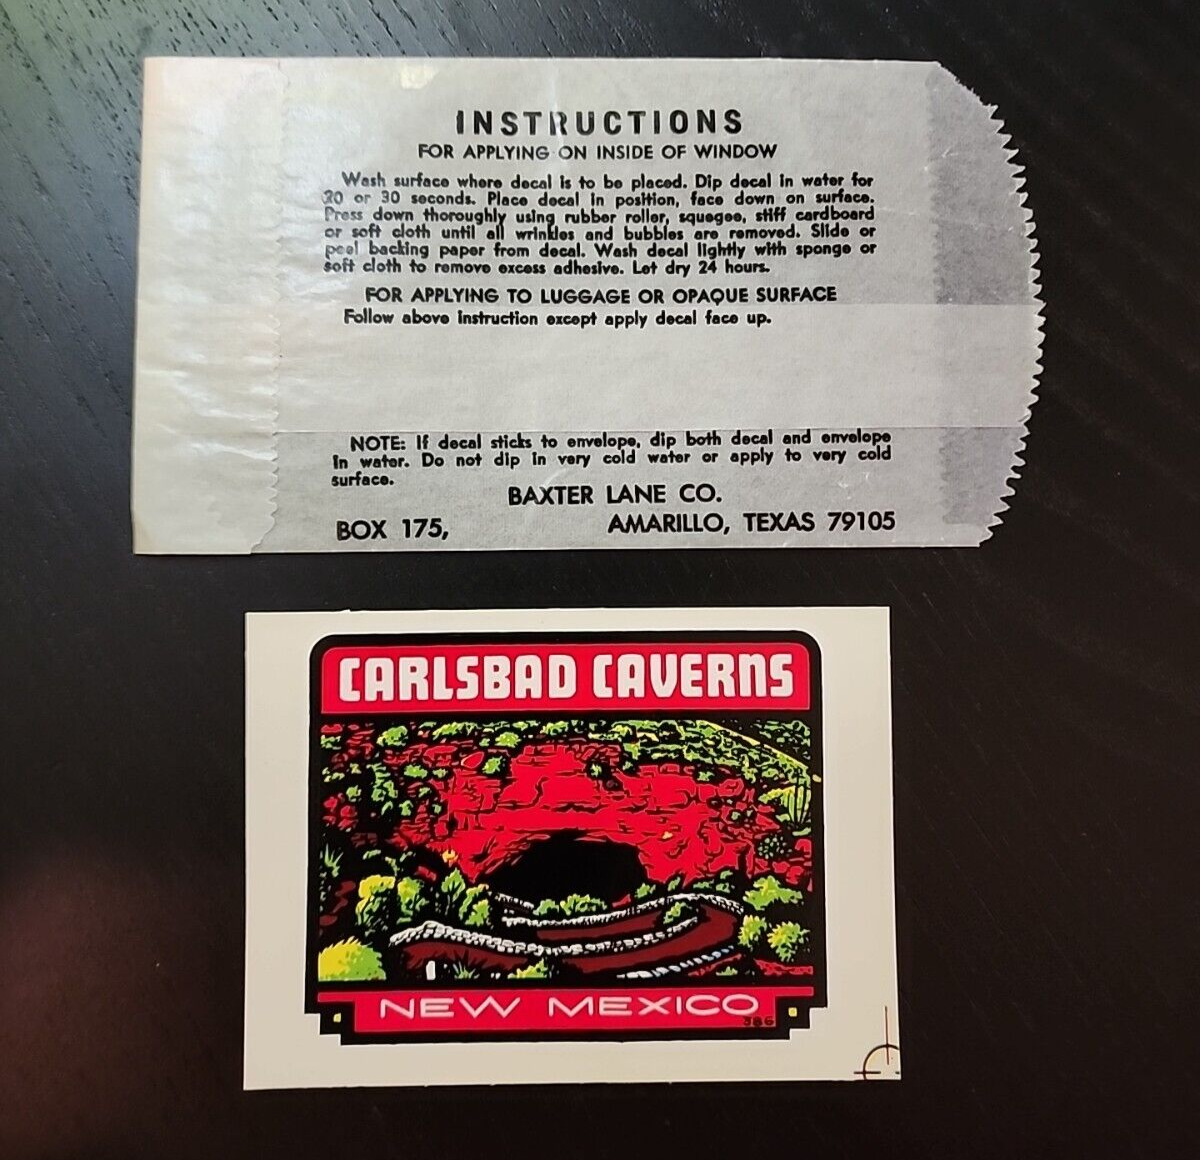 INSTRUCTIONS
FOR APPLYING ON INSIDE OF WINDOW
Wash surface where decal is to be placed. Dip decal in water for
20 or 30 seconds. Place decal in position, face down on surface.
Press down thoroughly using rubber roller, squegee, stiff cardboard
or soft cloth until all wrinkles and bubbles are removed. Slide or
peel backing paper from decal. Wash decal lightly with sponge or
soft cloth to remove excess adhesive. Let dry 24 hours.
FOR APPLYING TO LUGGAGE OR OPAQUE SURFACE
Follow above instruction except apply decal face up.
NOTE: If decal sticks to envelope, dip both decal and envelope
in water. Do not dip in very cold water or apply to very cold
surface.
BAXTER LANE CO.
BOX 175, AMARILLO, TEXAS 79105
CARLSBAD CAVERNS
NEW MEXICO
386